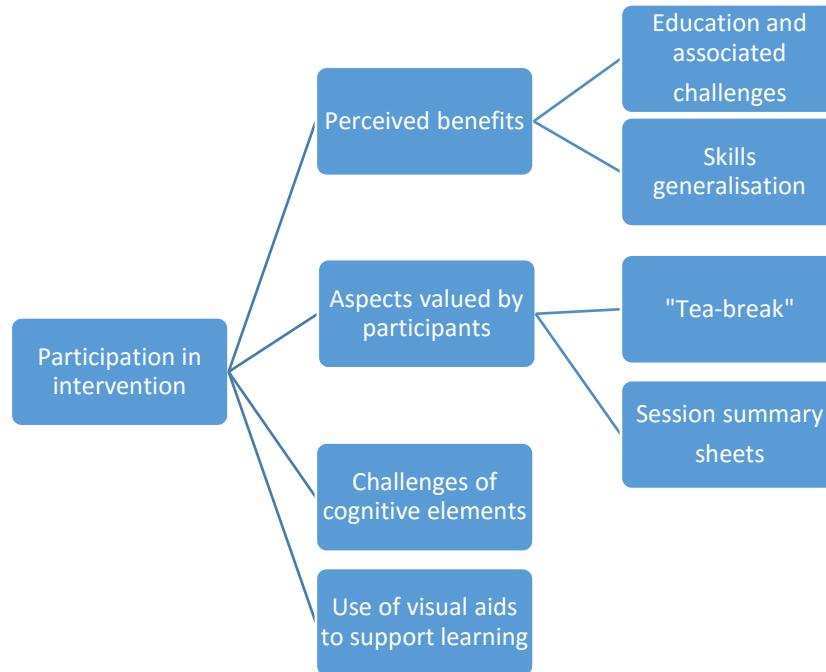 Participation in
intervention
Perceived benefits
Education and
associated
challenges
Skills
generalisation
Aspects valued by
participants
"Tea-break"
Session summary
sheets
Challenges of
cognitive elements
Use of visual aids
to support learning